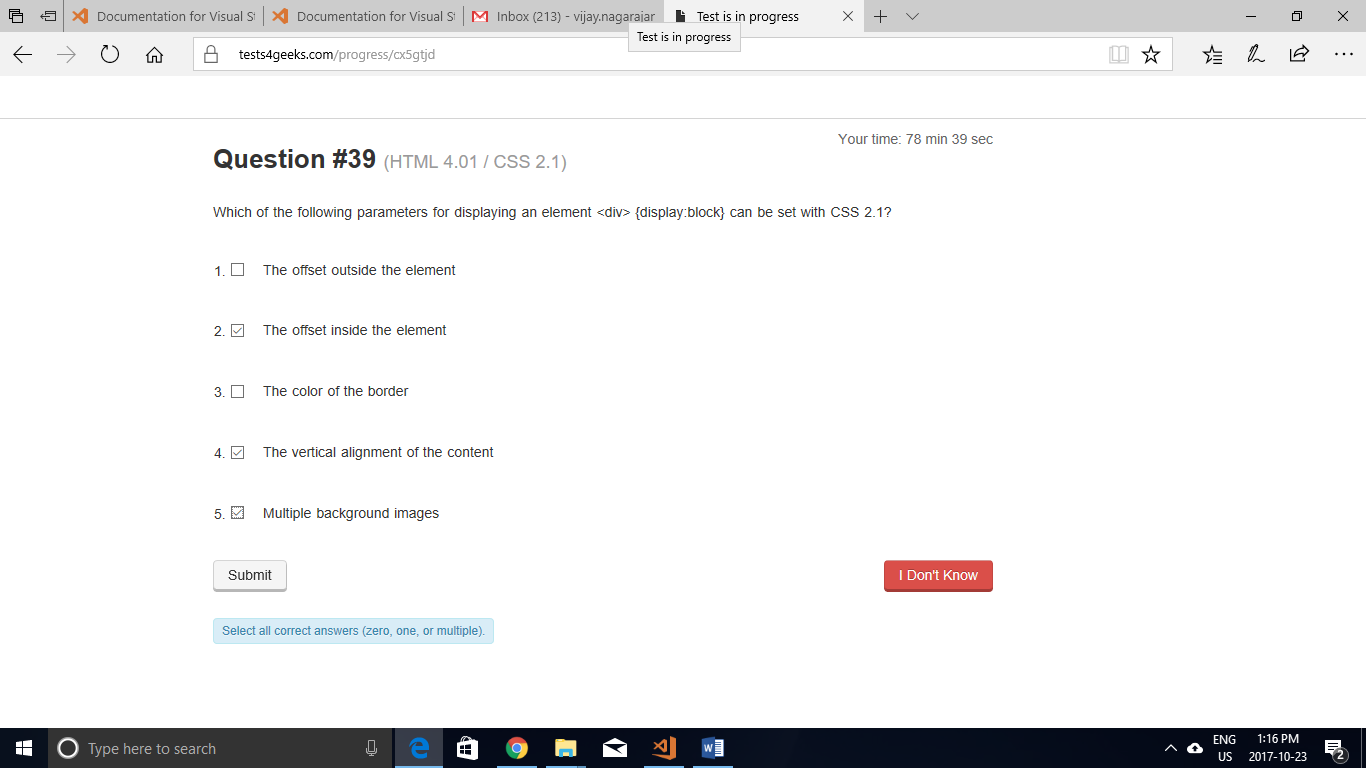 Documentation for Visual St
Documentation for Visual St
Inbox (213) - vijay.nagarajar
Test is in progress
Test is in progress
tests4geeks.com/progress/cx5gtjd
Your time: 78 min 39 sec
Question #39 (HTML 4.01 / CSS 2.1)
Which of the following parameters for displaying an element <div> {display:block} can be set with CSS 2.1?
1. The offset outside the element
2. The offset inside the element
3. The color of the border
4. The vertical alignment of the content
5. Multiple background images
Submit
I Don't Know
Select all correct answers (zero, one, or multiple).
Type here to search
ENG
US
1:16 PM
2017-10-23
2